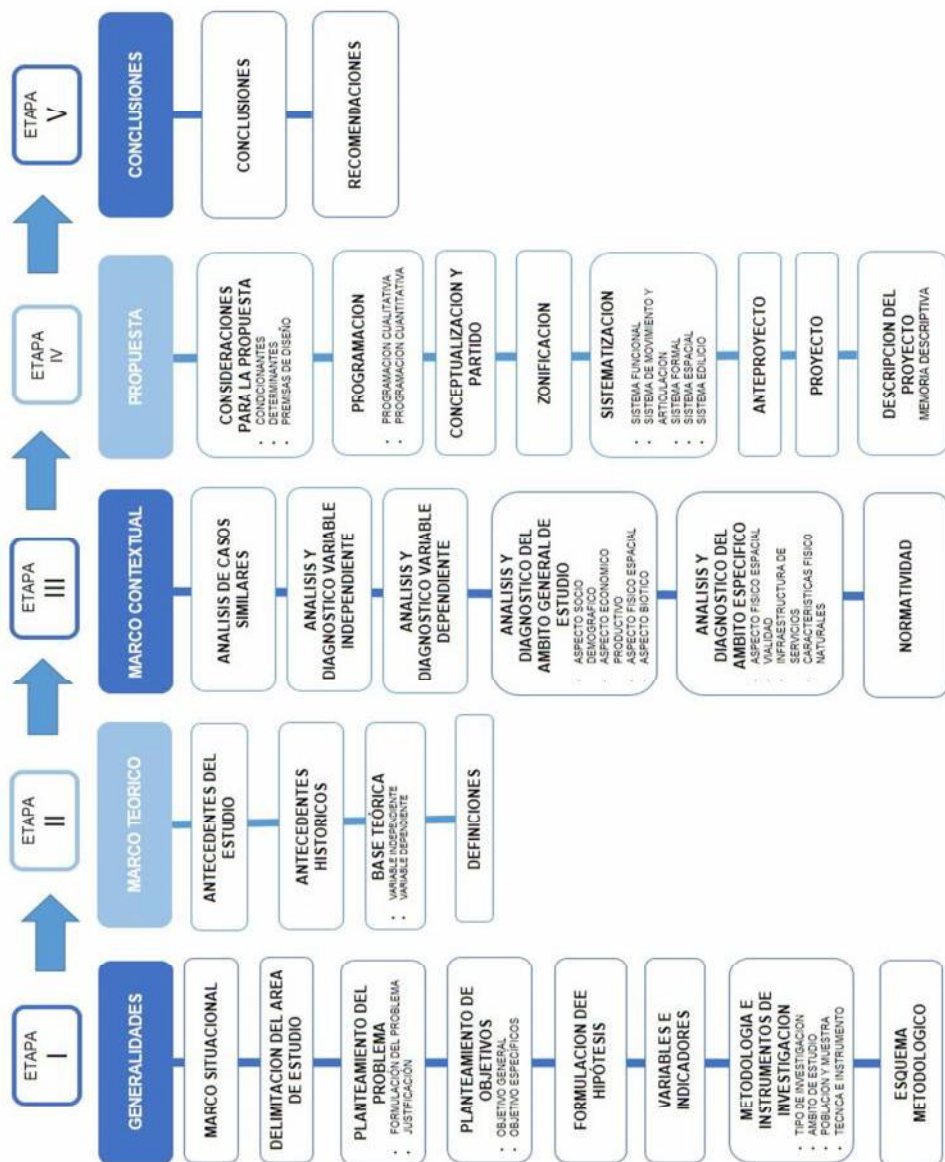 ETAPA
I
GENERALIDADES
MARCO SITUACIONAL
DELIMITACION DEL AREA
DE ESTUDIO
PLANTEAMIENTO DEL
PROBLEMA
· FORMULACIÓN DEL PROBLEMA
· JUSTFICACIÓN
PLANTEAMIENTO DE
OBJETIVOS
· OBJETIVO GENERAL
· OBJETIVO ESPECÍFICOS
FORMULACION DEE
HIPÓTESIS
VARIABLES E
INDICADORES
METODOLOGIA E
INSTRUMENTOS DE
INVESTIGACION
· TIPO DE INVESTIGACION
· AMBITO DE ESTUDIO
· POBLACION Y MUESTRA
· TECNCA E INSTRUMENTO
ESQUEMA
METODOLOGICO
ETAPA
II
MARCO TEÓRICO
ANTECEDENTES DEL
ESTUDIO
ANTECEDENTES
HISTORICOS
BASE TEÓRICA
· VARIABLE INDEPENDIENTE
· VARIABLE DEPENDIENTE
DEFINICIONES
ETAPA
III
MARCO CONTEXTUAL
ANALISIS DE CASOS
SIMILARES
ANALISIS Y
DIAGNOSTICO VARIABLE
INDEPENDIENTE
ANALISIS Y
DIAGNOSTICO VARIABLE
DEPENDIENTE
ANALISIS Y
DIAGNOSTICO DEL
AMBITO GENERAL DE
ESTUDIO
· ASPECTO SOCIO
DEMOGRAFICO
· ASPECTO ECONOMICO
PRODUCTIVO
· ASPECTO FISICO ESPACIAL
· ASPECTO BIOTICO
ANALISIS Y
DIAGNOSTICO DEL
AMBITO ESPECIFICO
· ASPECTO FISICO ESPACIAL
· VIALIDAD
· INFRAESTRUCTURA DE
SERVICIOS
· CARACTERISTICAS FISICO
NATURALES
NORMATIVIDAD
ETAPA
IV
PROPUESTA
CONSIDERACIONES
PARA LA PROPUESTA
· CONDCIONANTES
· DETERMINANTES
· PREMISAS DE DISEÑO
PROGRAMACION
· PROGRAMACION CUALITATIVA
· PROGRAMACION CUANTITATIVA
CONCEPTUALIZACION Y
PARTIDO
ZONIFICACION
SISTEMATIZACION
· SISTEMA FUNCIONAL
· SISTEMA DE MOVIMIENTO Y
ARTICULACION
· SISTEMA FORMAL
· SISTEMA ESPACIAL
· SISTEMA EDILICIO
ANTEPROYECTO
PROYECTO
DESCRIPCION DEL
PROYECTO
MEMORIA DESCRIPTIVA
ETAPA
V
CONCLUSIONES
CONCLUSIONES
RECOMENDACIONES